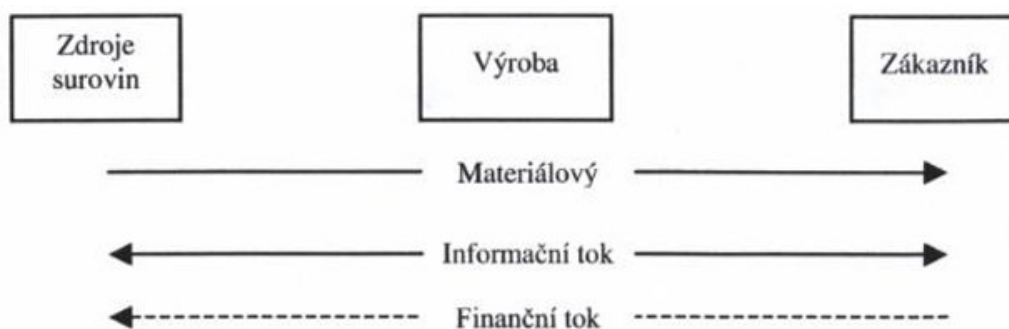 Zdroje
surovin
Výroba
Zákazník
Materiálový
Informační tok
Finanční tok